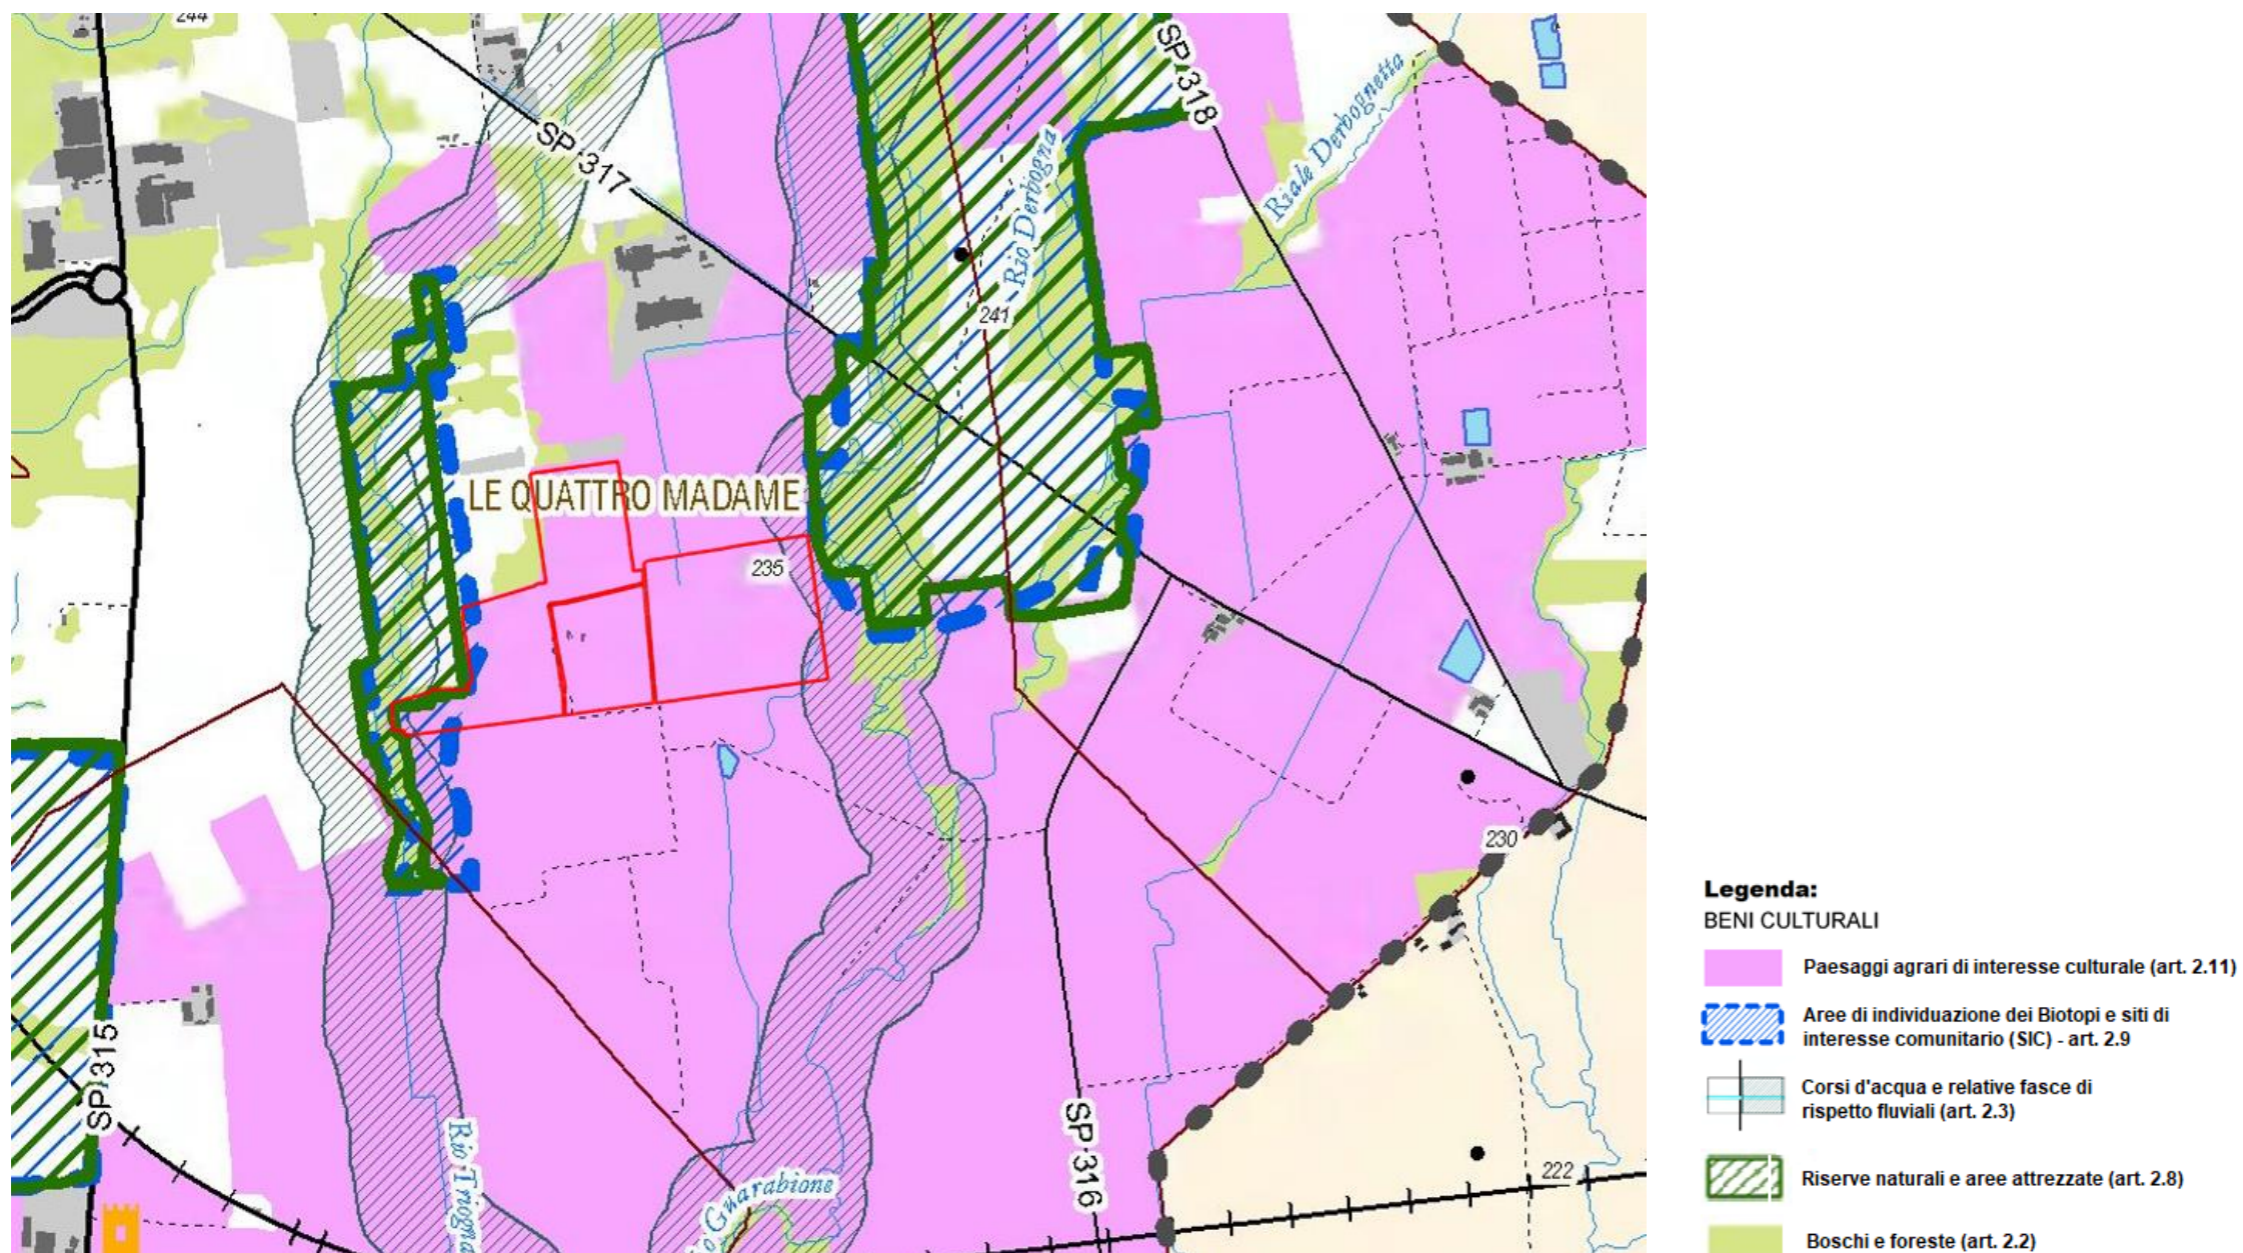 244
SP 317
SP 318
Riale Derbognetta
Rio Derbogna
241
LE QUATTRO MADAME
235
230
SP 315
Rio Triogna
Guarabione
SP 316
222
Legenda:
BENI CULTURALI
Paesaggi agrari di interesse culturale (art. 2.11)
Aree di individuazione dei Biotopi e siti di
interesse comunitario (SIC) - art. 2.9
Corsi d'acqua e relative fasce di
rispetto fluviali (art. 2.3)
Riserve naturali e aree attrezzate (art. 2.8)
Boschi e foreste (art. 2.2)